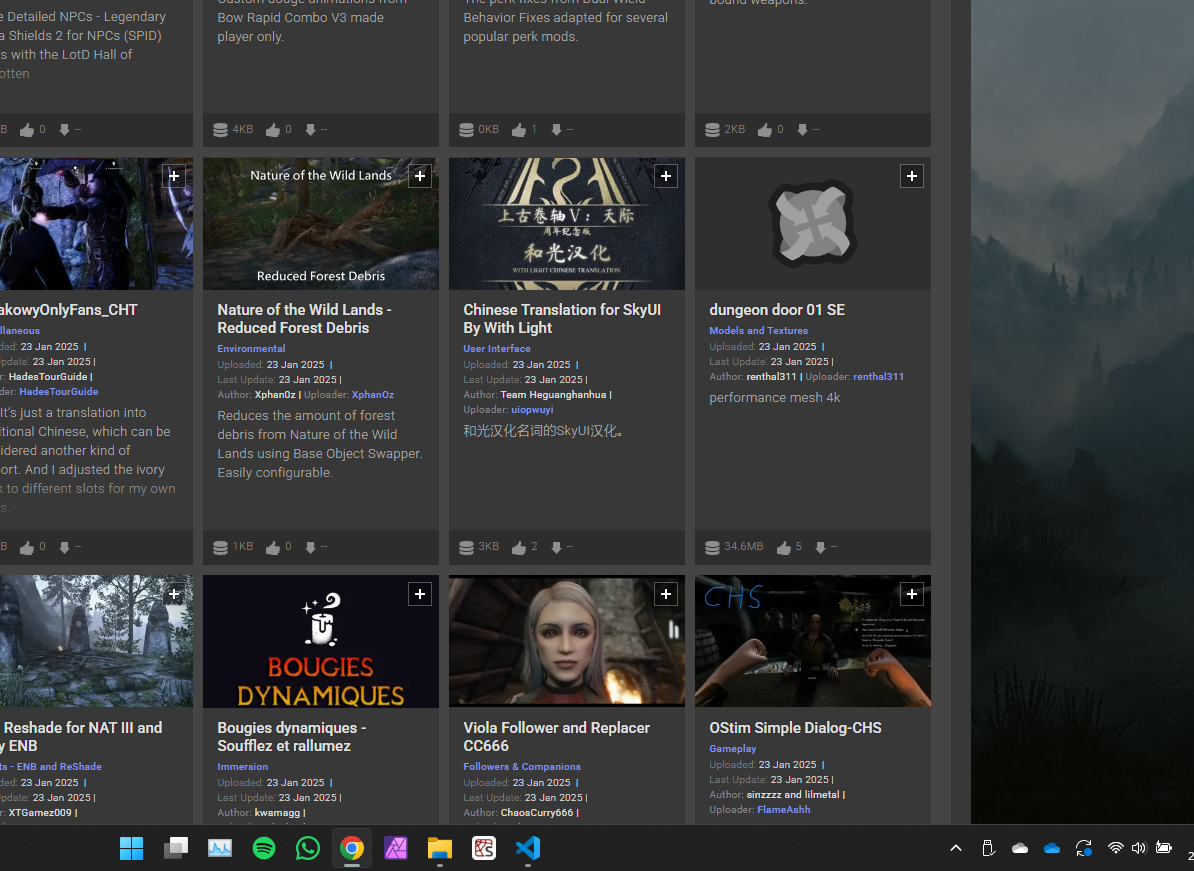 e Detailed NPCs - Legendary
a Shields 2 for NPCs (SPID)
s with the LotD Hall of
otten
Bow Rapid Combo V3 made
player only.
The perk fixes from Dual Wield
Behavior Fixes adapted for several
popular perk mods.
bound weapons.
B 0 --
4KB 0 --
0KB 1 --
2KB 0 --
Nature of the Wild Lands
Reduced Forest Debris
上古卷轴V：天际
周年纪念版
和光汉化
WITH LIGHT CHINESE TRANSLATION
akowyOnlyFans_CHT
llaneous
ded: 23 Jan 2025 |
pdate: 23 Jan 2025 |
r: HadesTourGuide |
der: HadesTourGuide
It's just a translation into
itional Chinese, which can be
idered another kind of
ort. And I adjusted the ivory
k to different slots for my own
s.
B 0 --
Nature of the Wild Lands -
Reduced Forest Debris
Environmental
Uploaded: 23 Jan 2025 |
Last Update: 23 Jan 2025 |
Author: Xphan0z | Uploader: Xphan0z
Reduces the amount of forest
debris from Nature of the Wild
Lands using Base Object Swapper.
Easily configurable.
1KB 0 --
Chinese Translation for SkyUI
By With Light
User Interface
Uploaded: 23 Jan 2025 |
Last Update: 23 Jan 2025 |
Author: Team Heguanghanhua |
Uploader: uiopwuyi
和光汉化名词的SkyUI汉化。
3KB 2 --
dungeon door 01 SE
Models and Textures
Uploaded: 23 Jan 2025 |
Last Update: 23 Jan 2025 |
Author: renthal311 | Uploader: renthal311
performance mesh 4k
34.6MB 5 --
BOUGIES
DYNAMIQUES
CHS
Reshade for NAT III and
y ENB
ts - ENB and ReShade
ded: 23 Jan 2025 |
pdate: 23 Jan 2025 |
r: XTGamez009 |
Bougies dynamiques -
Soufflez et rallumez
Immersion
Uploaded: 23 Jan 2025 |
Last Update: 23 Jan 2025 |
Author: kwamagg |
Viola Follower and Replacer
CC666
Followers & Companions
Uploaded: 23 Jan 2025 |
Last Update: 23 Jan 2025 |
Author: ChaosCurry666 |
OStim Simple Dialog-CHS
Gameplay
Uploaded: 23 Jan 2025 |
Last Update: 23 Jan 2025 |
Author: sinzzzz and lilmetal |
Uploader: FlameAshh